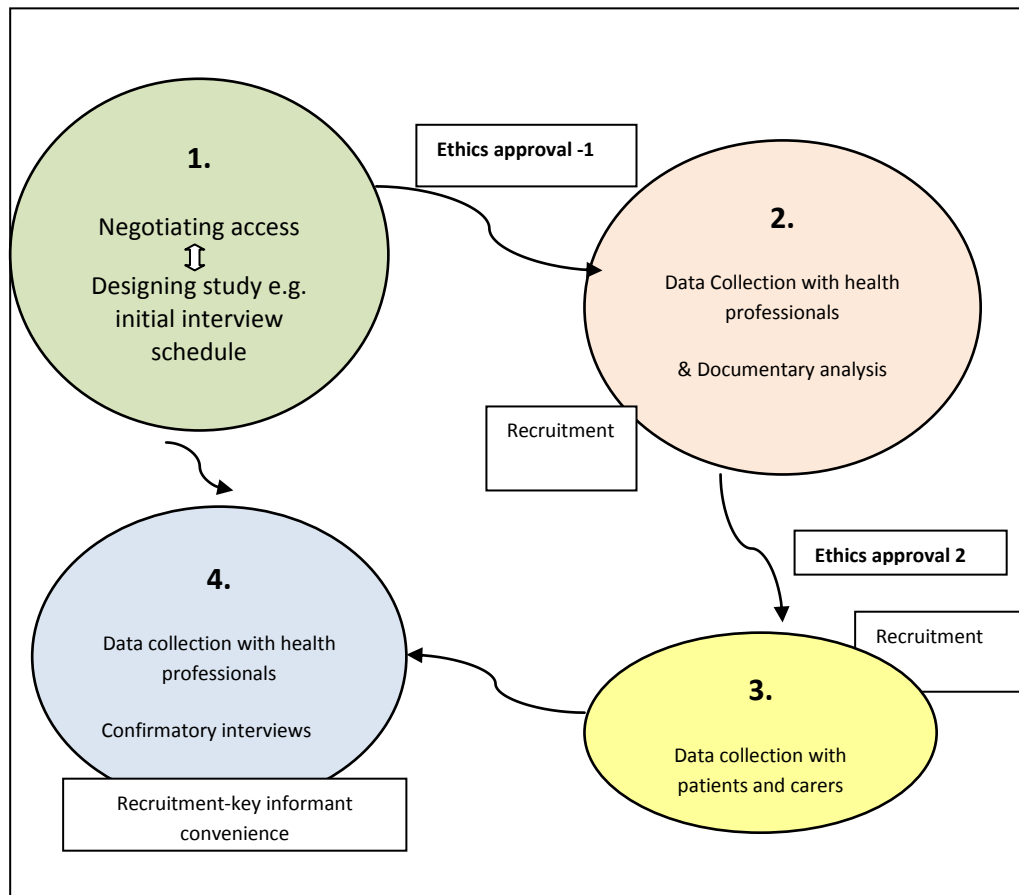 1.
Negotiating access
Designing study e.g.
initial interview
schedule
Ethics approval -1
2.
Data Collection with health
professionals
& Documentary analysis
Recruitment
Ethics approval 2
Recruitment
3.
Data collection with
patients and carers
4.
Data collection with health
professionals
Confirmatory interviews
Recruitment-key informant
convenience